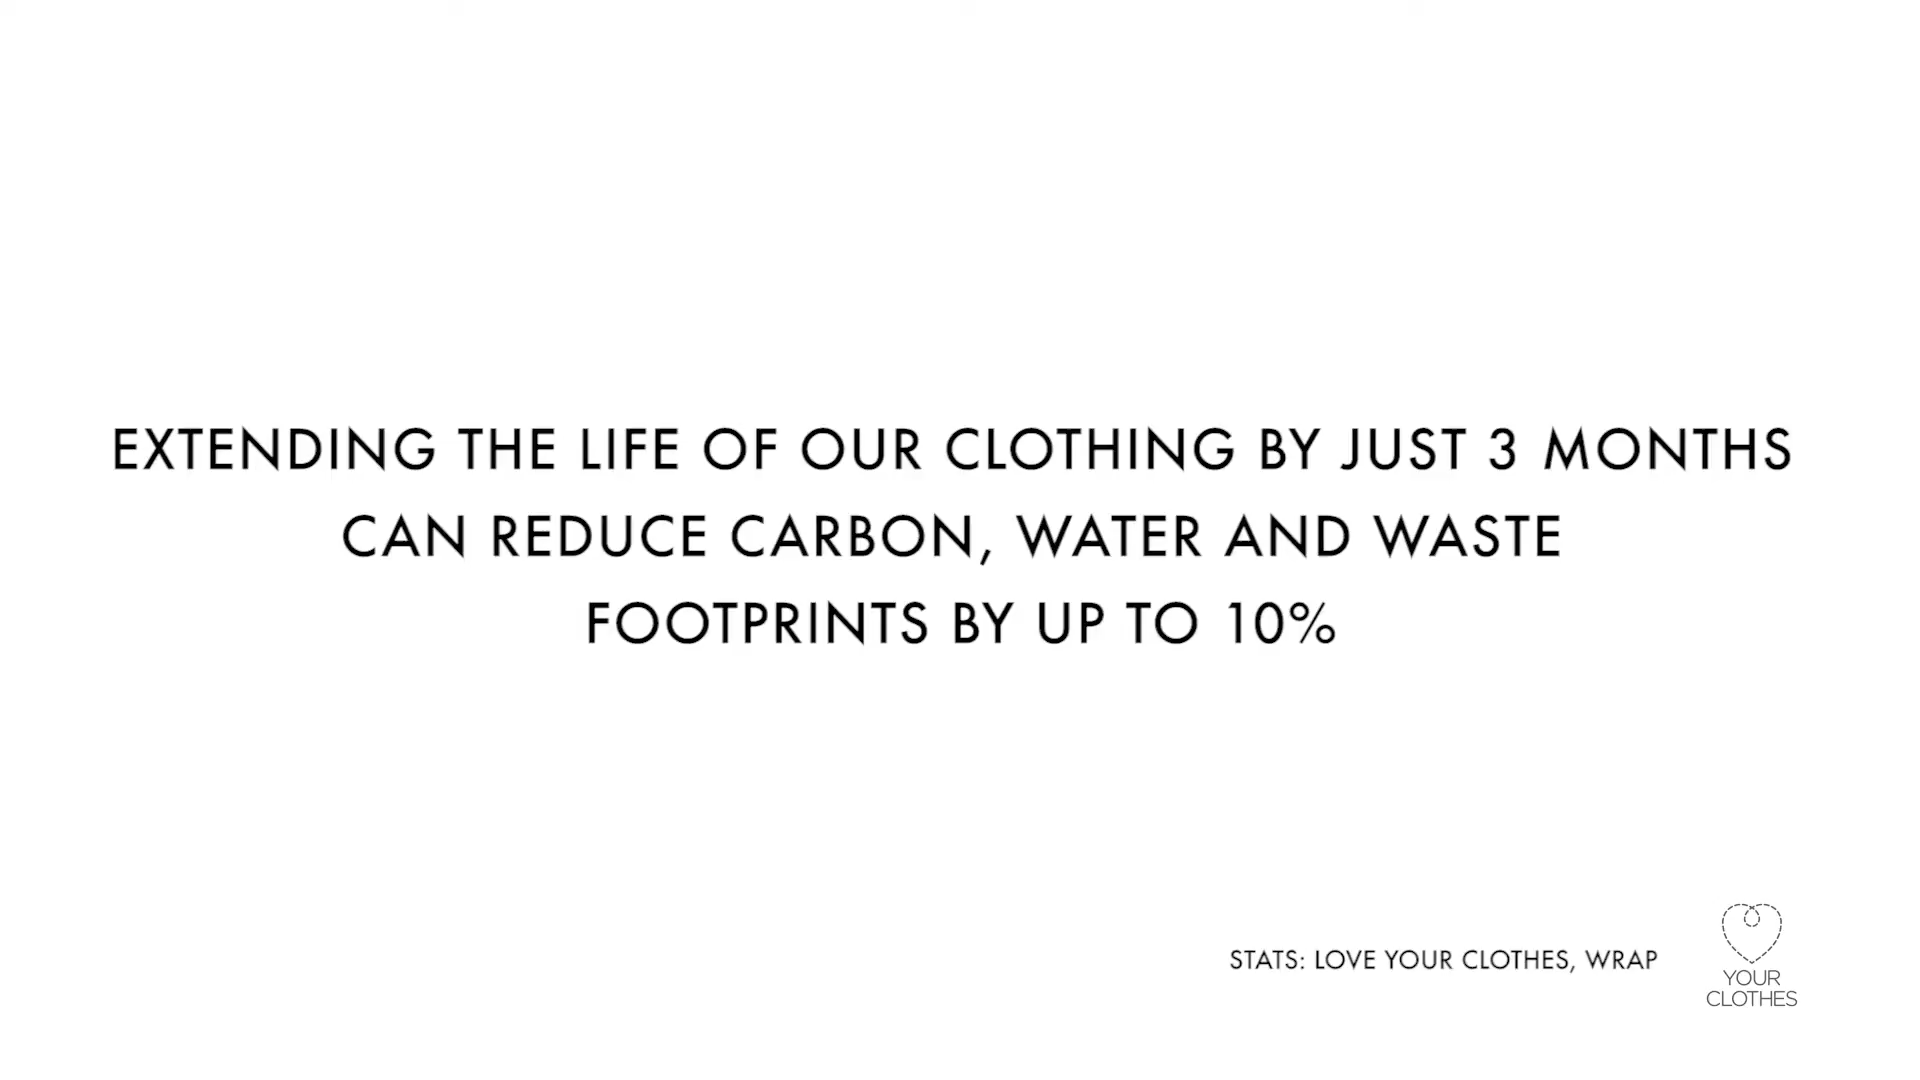 EXTENDING THE LIFE OF OUR CLOTHING BY JUST 3 MONTHS
CAN REDUCE CARBON, WATER AND WASTE
FOOTPRINTS BY UP TO 10%
STATS: LOVE YOUR CLOTHES, WRAP
YOUR
CLOTHES